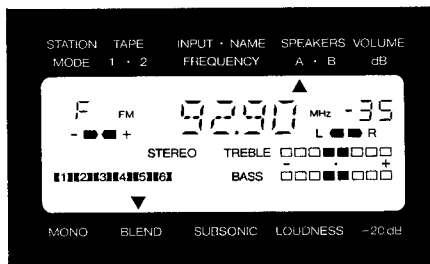 STATION TAPE INPUT · NAME SPEAKERS VOLUME
MODE 1 · 2 FREQUENCY A · B dB
F FM 92.90 MHz -35
- + L R
STEREO TREBLE
- · +
[1][2][3][4][5][6] BASS
MONO BLEND SUBSONIC LOUDNESS -20dB